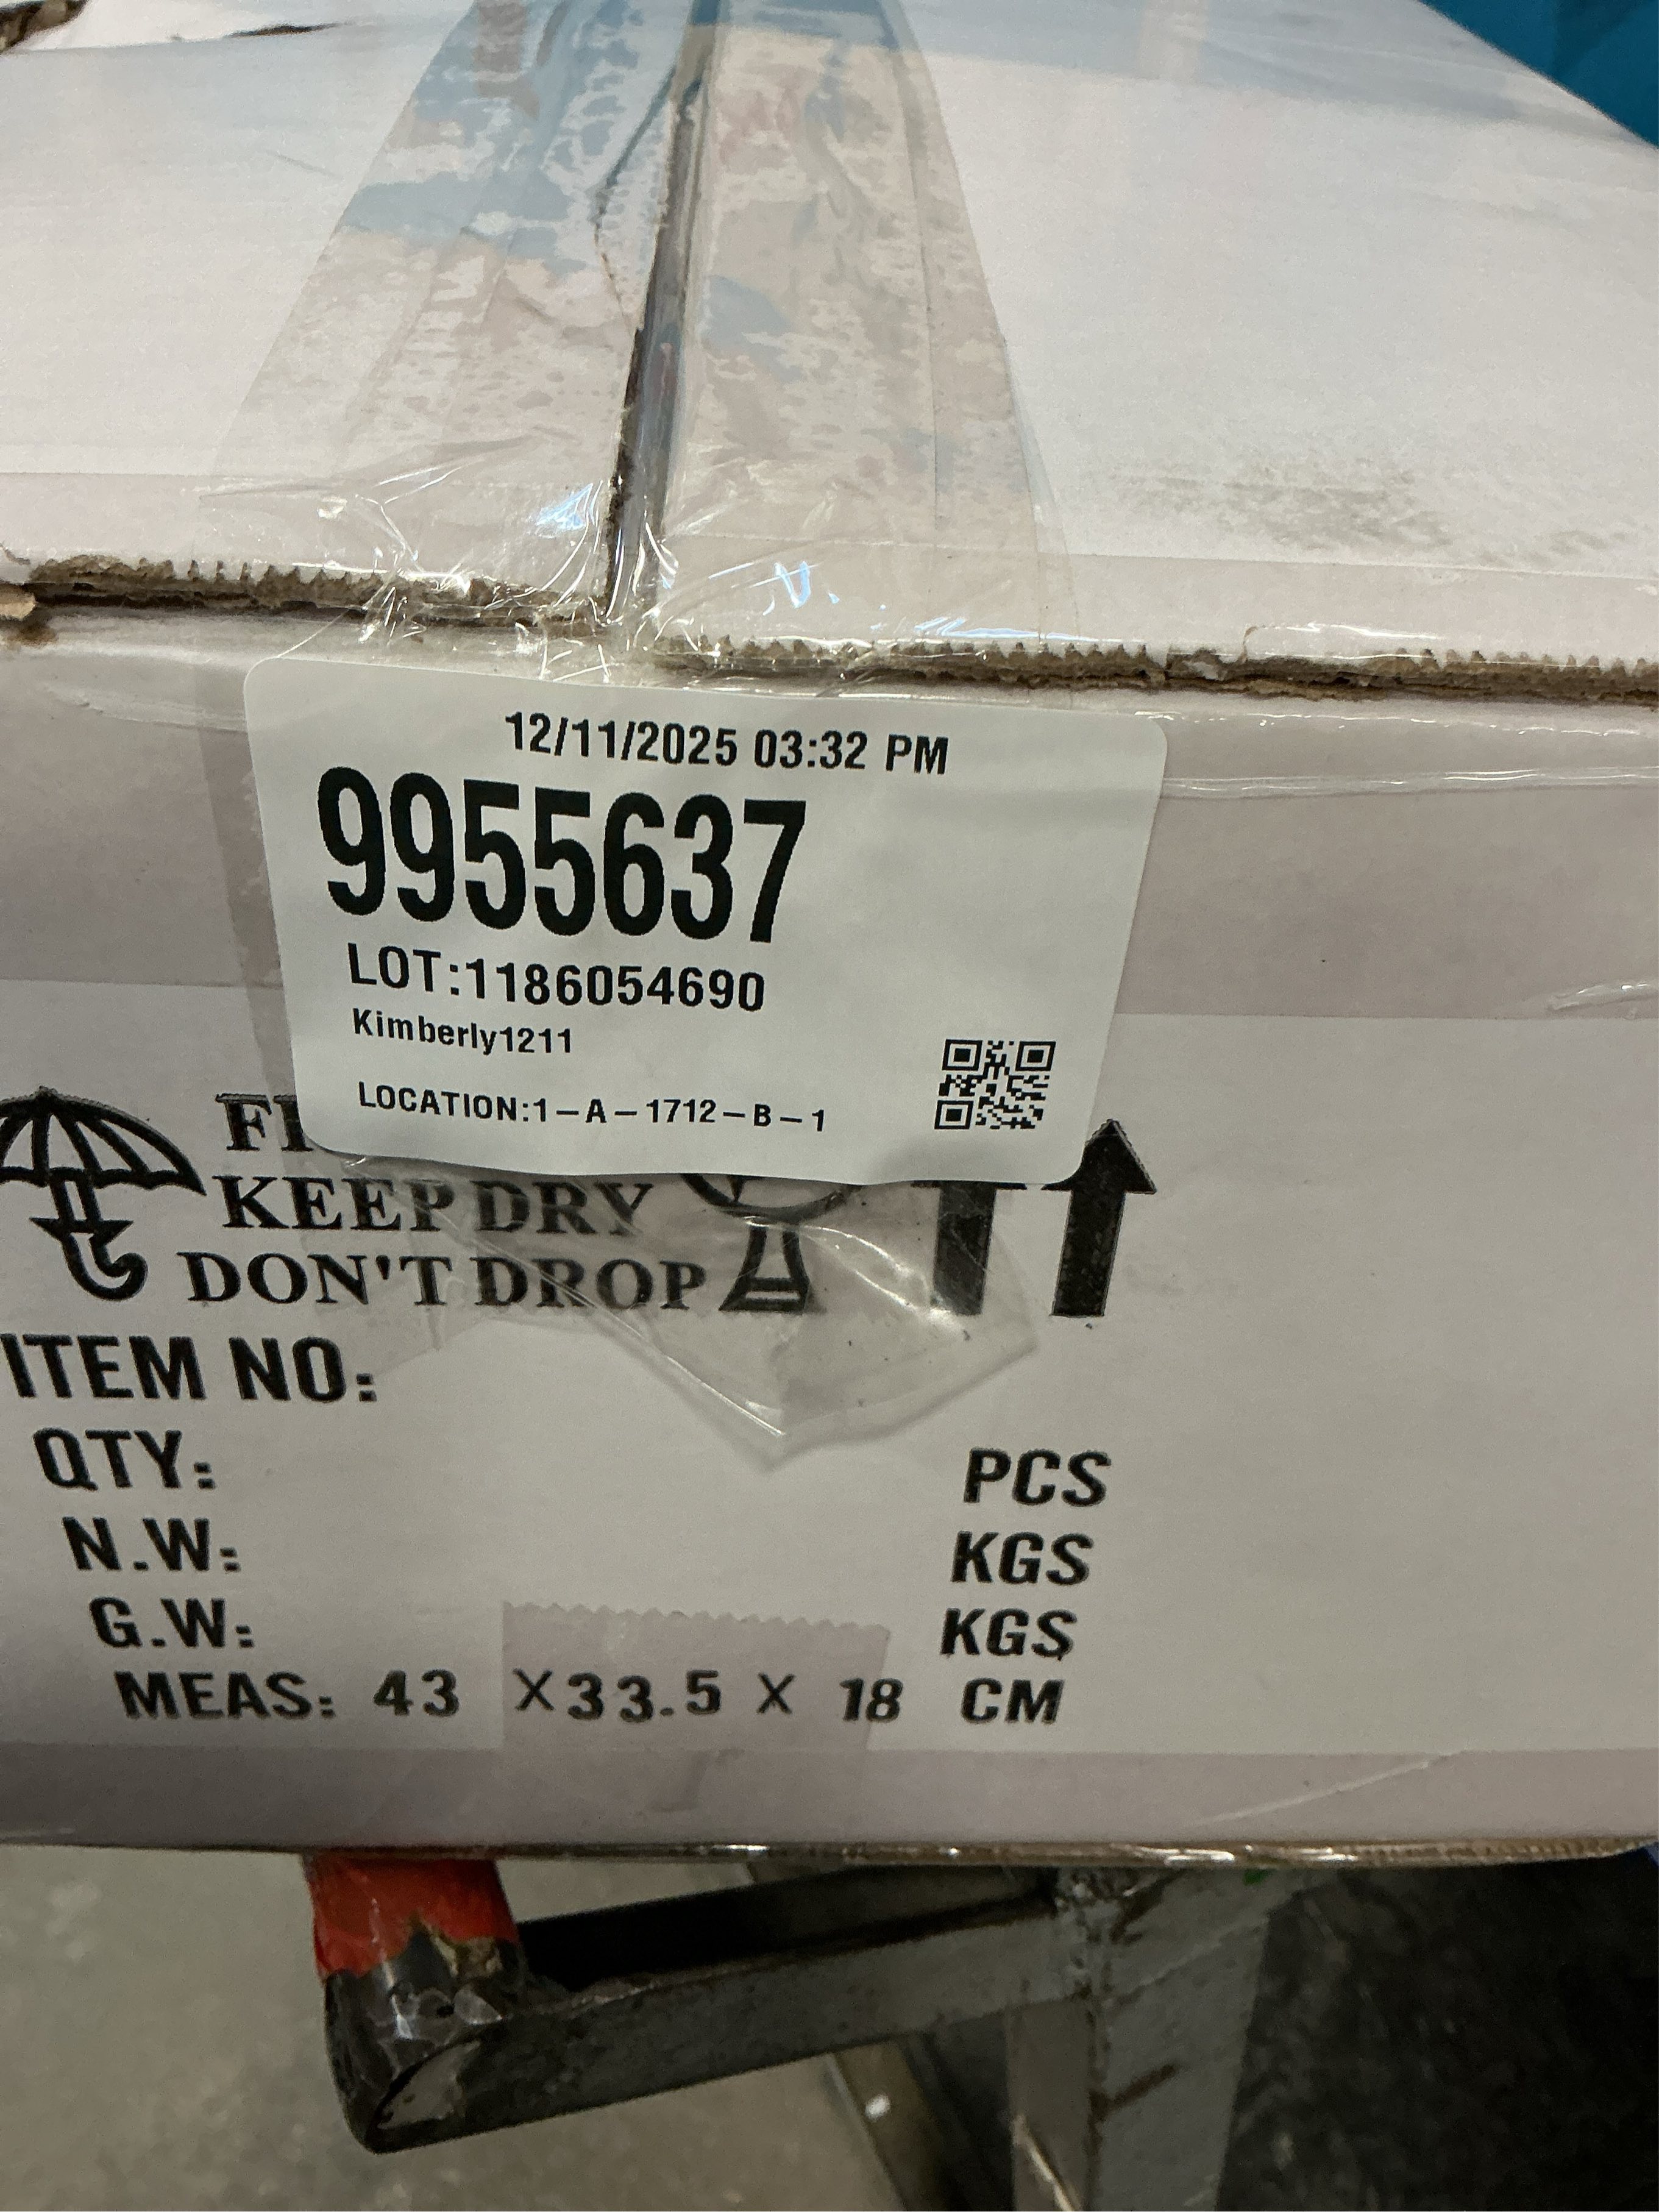 12/11/2025 03:32 PM
9955637
LOT:1186054690
Kimberly1211
LOCATION:1-A-1712-B-1
KEEP DRY
DON'T DROP
ITEM NO:
QTY: PCS
N.W: KGS
G.W: KGS
MEAS: 43 X 33.5 X 18 CM